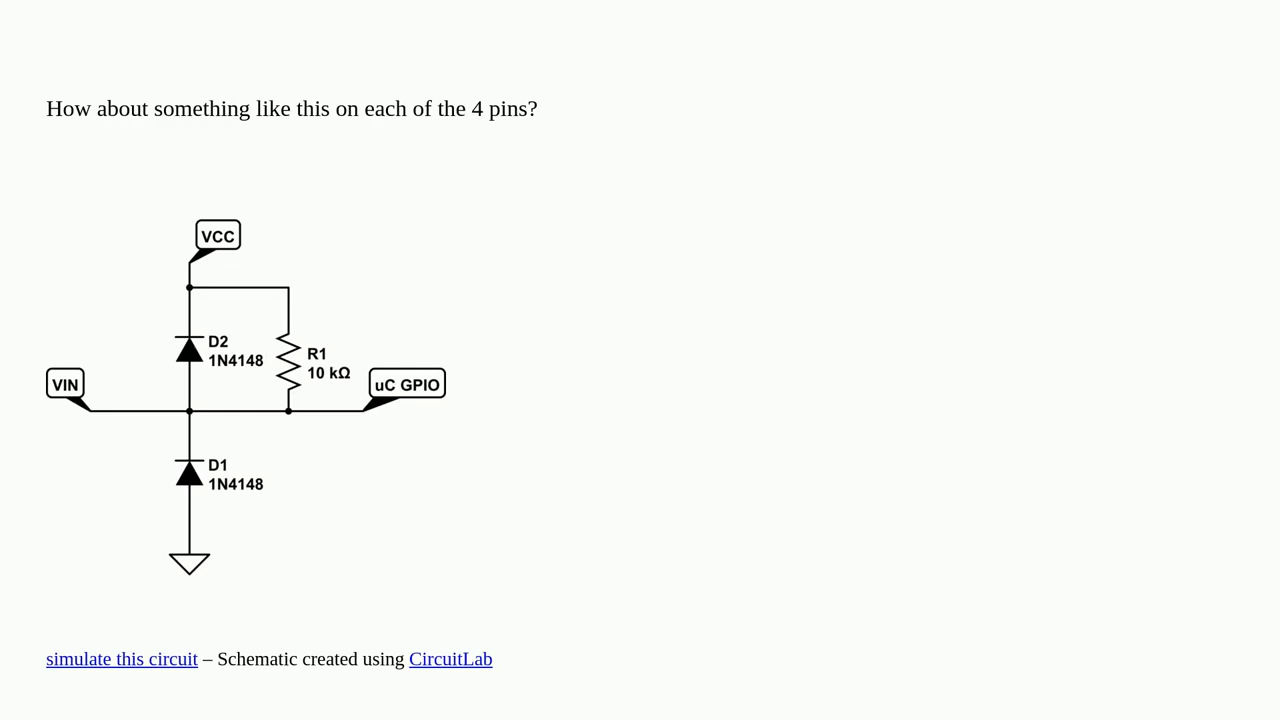 How about something like this on each of the 4 pins?
VCC
D2
1N4148
R1
10 kΩ
VIN
uC GPIO
D1
1N4148
simulate this circuit – Schematic created using CircuitLab